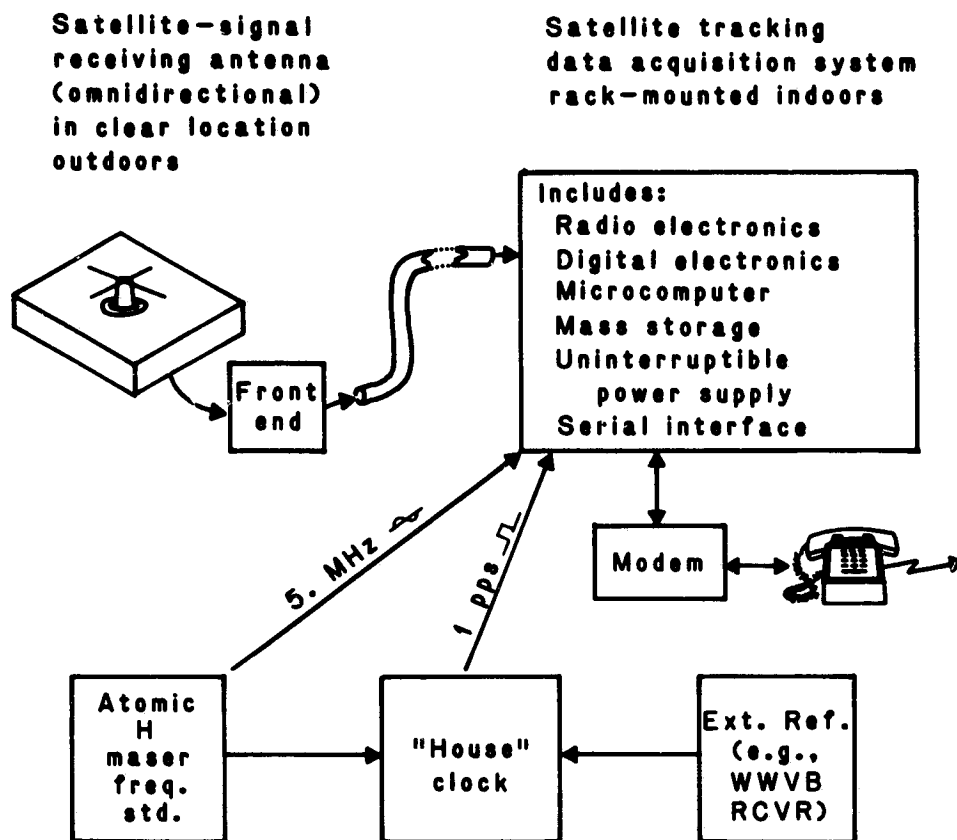 Satellite-signal
receiving antenna
(omnidirectional)
in clear location
outdoors
Satellite tracking
data acquisition system
rack-mounted indoors
Includes:
Radio electronics
Digital electronics
Microcomputer
Mass storage
Uninterruptible
power supply
Serial interface
Front
end
5. MHz
1 pps
Modem
Atomic
H
maser
freq.
std.
"House"
clock
Ext. Ref.
(e.g.,
WWVB
RCVR)